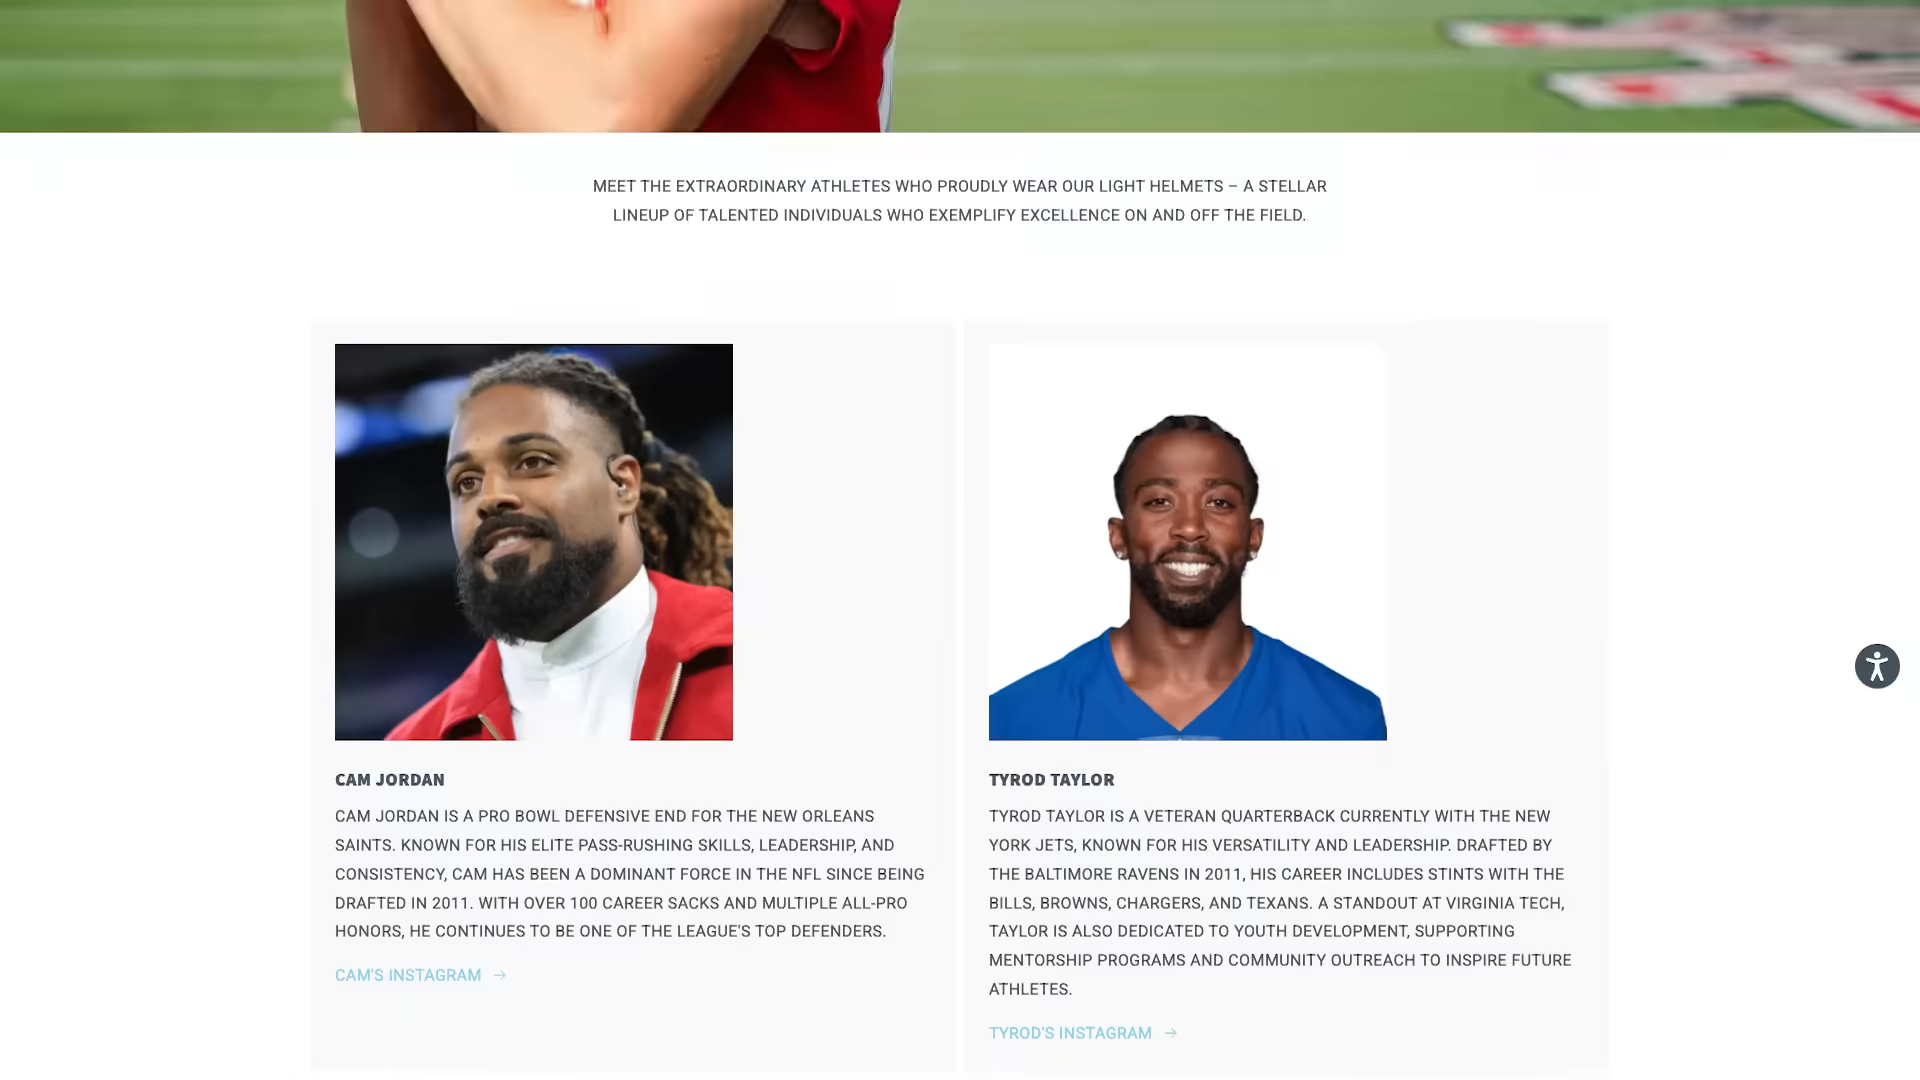 MEET THE EXTRAORDINARY ATHLETES WHO PROUDLY WEAR OUR LIGHT HELMETS – A STELLAR
LINEUP OF TALENTED INDIVIDUALS WHO EXEMPLIFY EXCELLENCE ON AND OFF THE FIELD.
CAM JORDAN
CAM JORDAN IS A PRO BOWL DEFENSIVE END FOR THE NEW ORLEANS
SAINTS. KNOWN FOR HIS ELITE PASS-RUSHING SKILLS, LEADERSHIP, AND
CONSISTENCY, CAM HAS BEEN A DOMINANT FORCE IN THE NFL SINCE BEING
DRAFTED IN 2011. WITH OVER 100 CAREER SACKS AND MULTIPLE ALL-PRO
HONORS, HE CONTINUES TO BE ONE OF THE LEAGUE'S TOP DEFENDERS.
CAM'S INSTAGRAM →
TYROD TAYLOR
TYROD TAYLOR IS A VETERAN QUARTERBACK CURRENTLY WITH THE NEW
YORK JETS, KNOWN FOR HIS VERSATILITY AND LEADERSHIP. DRAFTED BY
THE BALTIMORE RAVENS IN 2011, HIS CAREER INCLUDES STINTS WITH THE
BILLS, BROWNS, CHARGERS, AND TEXANS. A STANDOUT AT VIRGINIA TECH,
TAYLOR IS ALSO DEDICATED TO YOUTH DEVELOPMENT, SUPPORTING
MENTORSHIP PROGRAMS AND COMMUNITY OUTREACH TO INSPIRE FUTURE
ATHLETES.
TYROD'S INSTAGRAM →